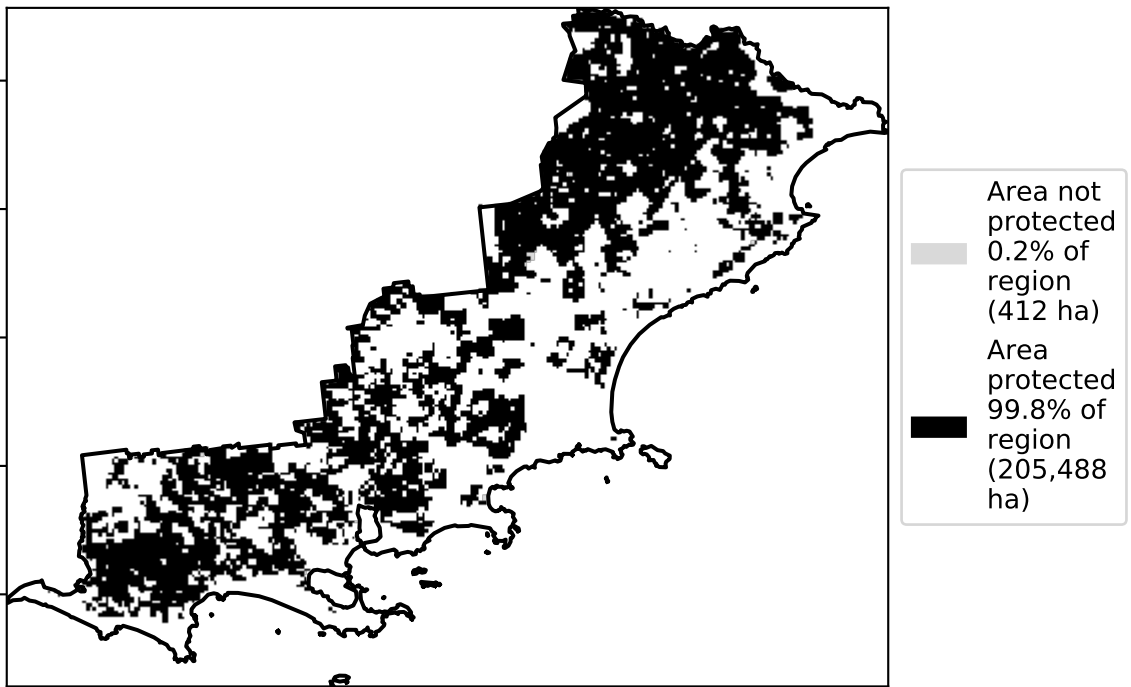 Area not
protected
0.2% of
region
(412 ha)
Area
protected
99.8% of
region
(205,488
ha)